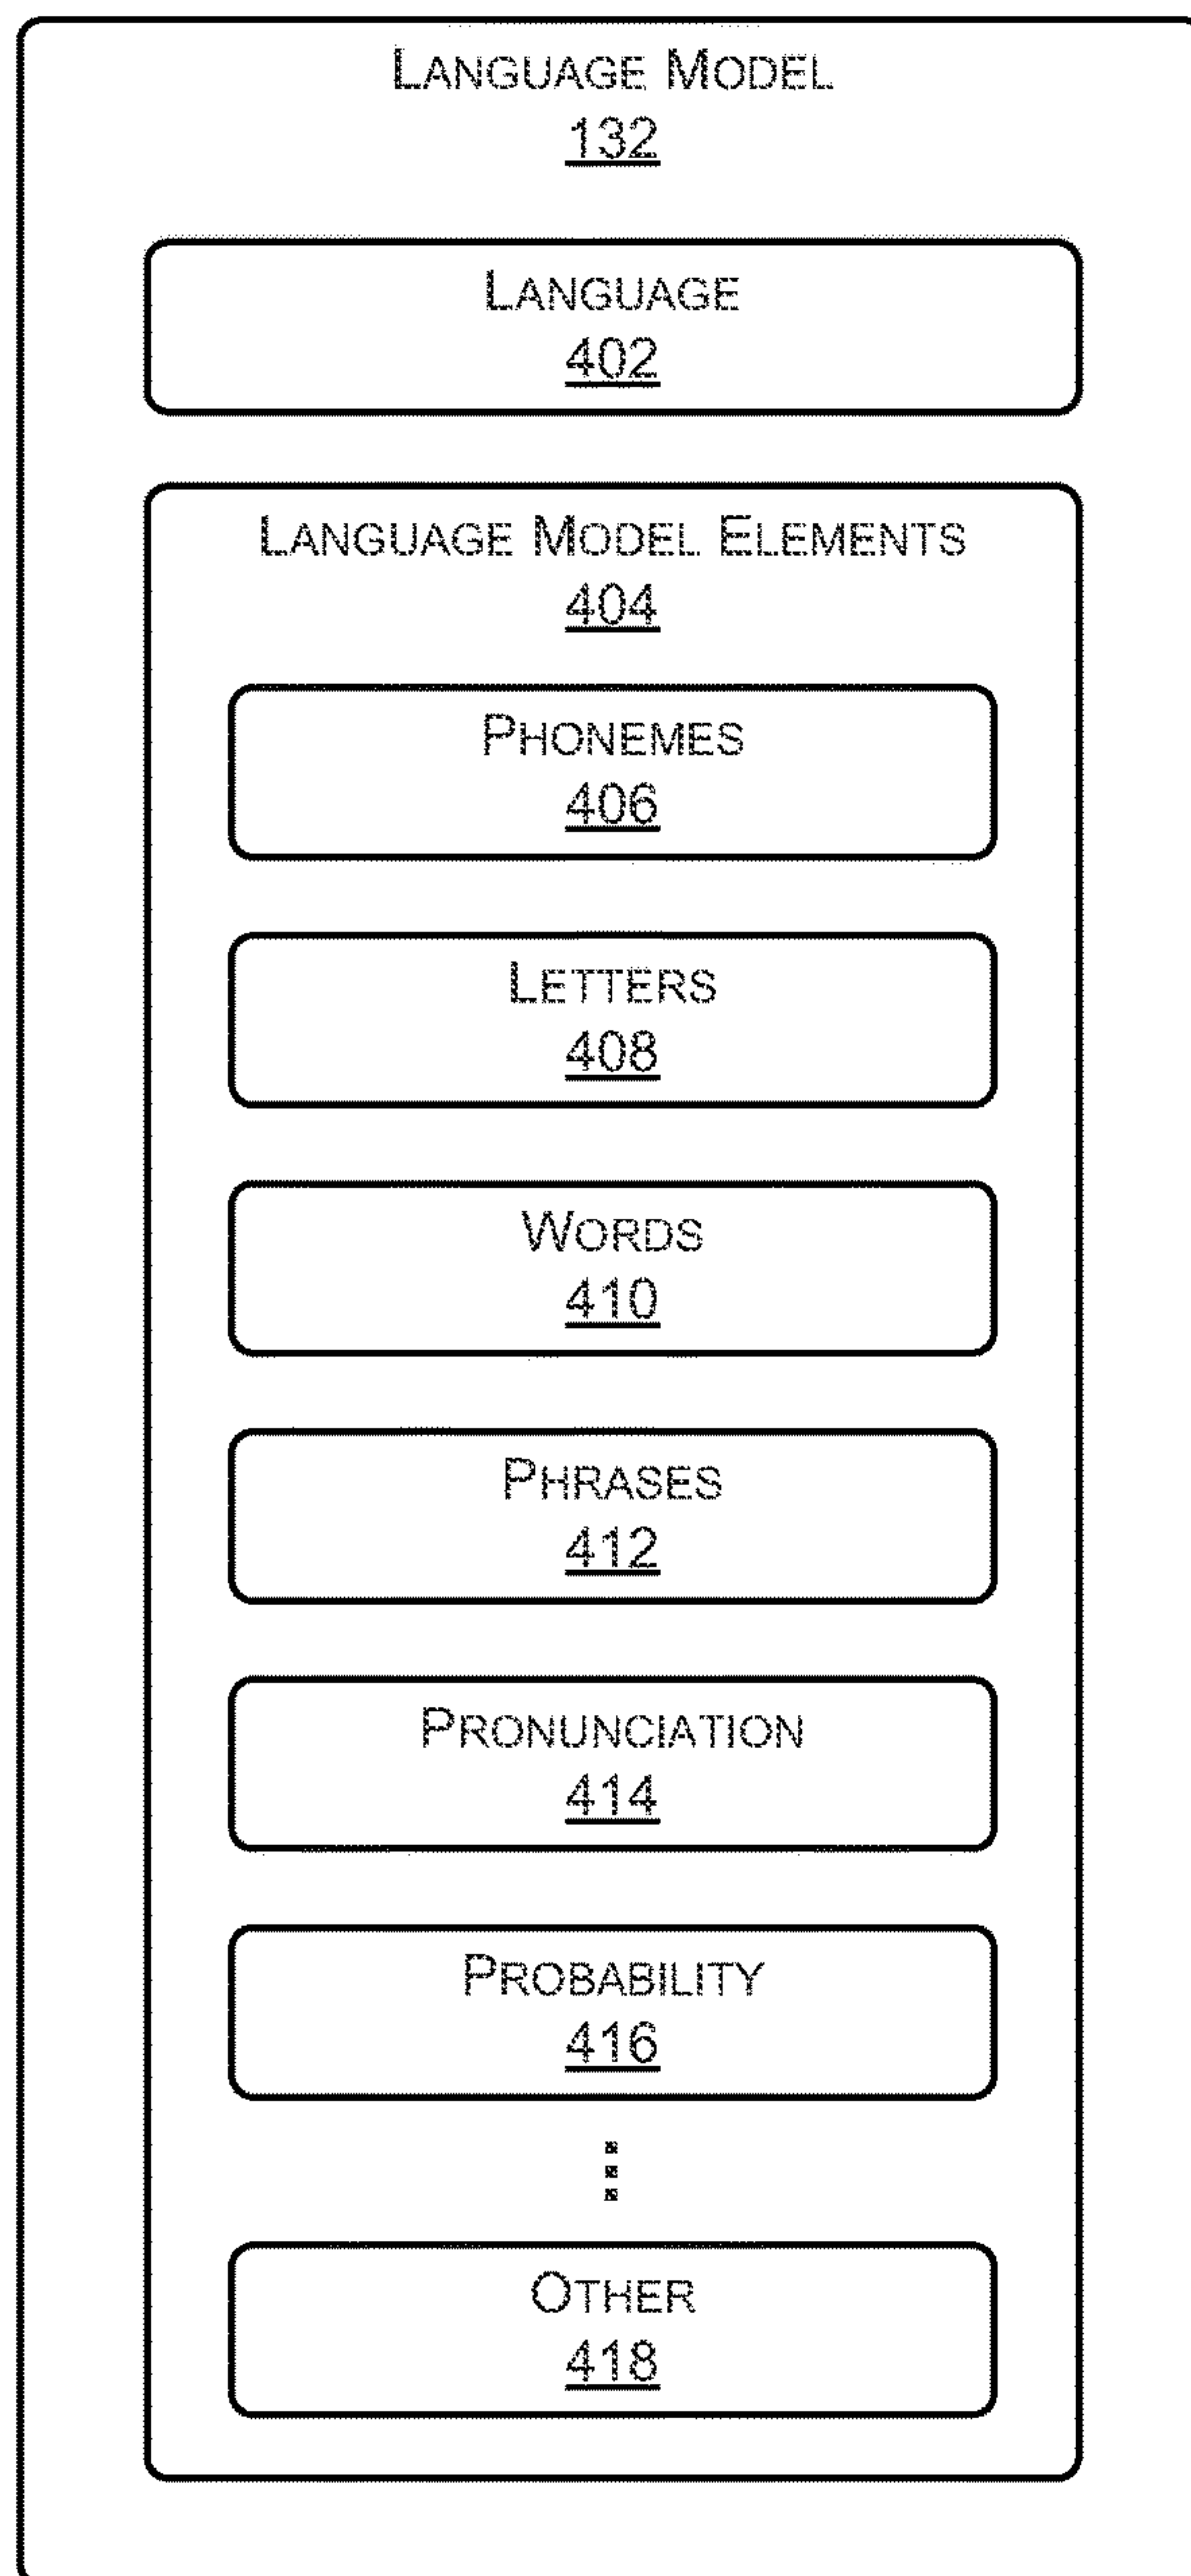 LANGUAGE MODEL
132
LANGUAGE
402
LANGUAGE MODEL ELEMENTS
404
PHONEMES
406
LETTERS
408
WORDS
410
PHRASES
412
PRONUNCIATION
414
PROBABILITY
416
OTHER
418